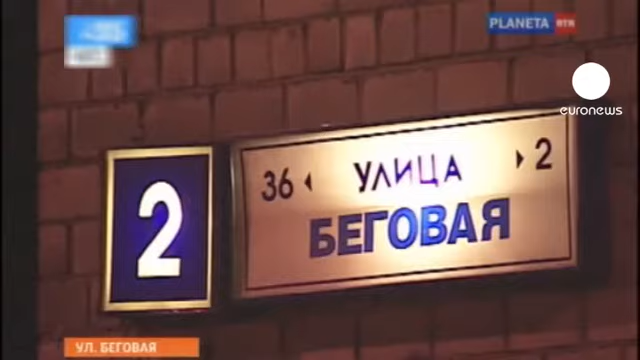 PLANETA RTR
euronews
2
36 УЛИЦА 2
БЕГОВАЯ
УЛ. БЕГОВАЯ